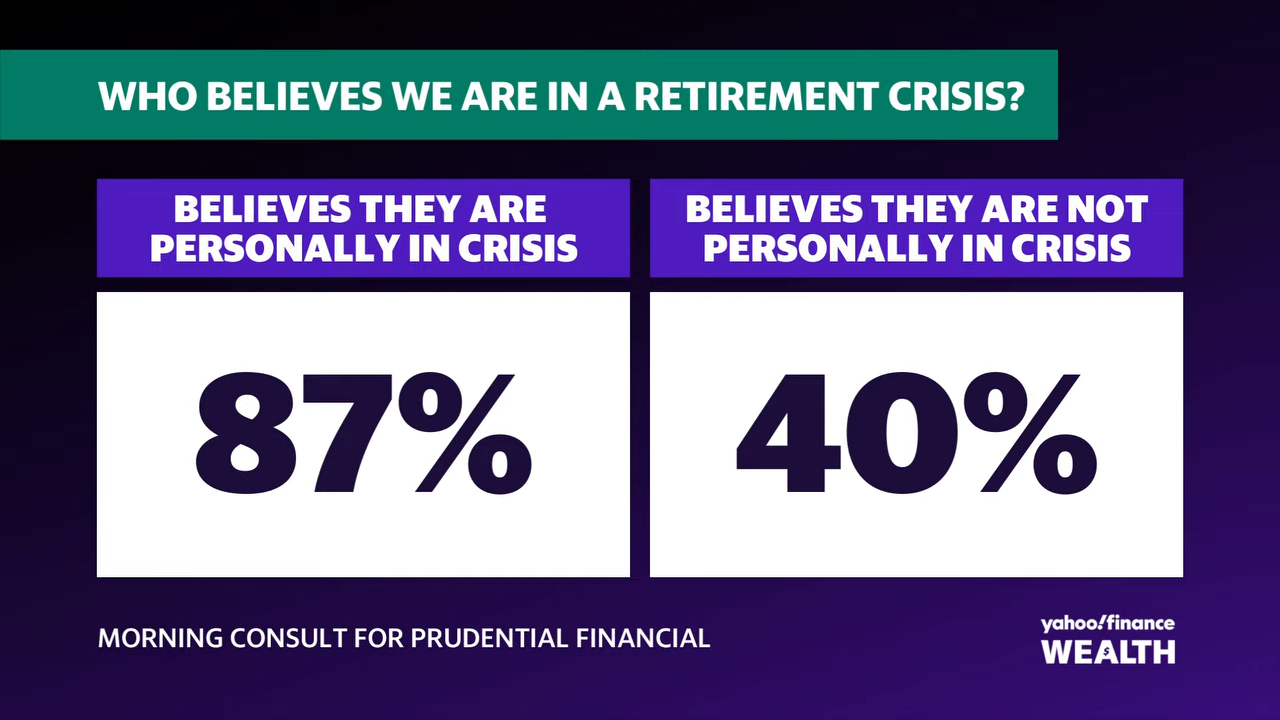 WHO BELIEVES WE ARE IN A RETIREMENT CRISIS?
BELIEVES THEY ARE
PERSONALLY IN CRISIS
BELIEVES THEY ARE NOT
PERSONALLY IN CRISIS
87%
40%
MORNING CONSULT FOR PRUDENTIAL FINANCIAL
yahoo!finance
WEALTH